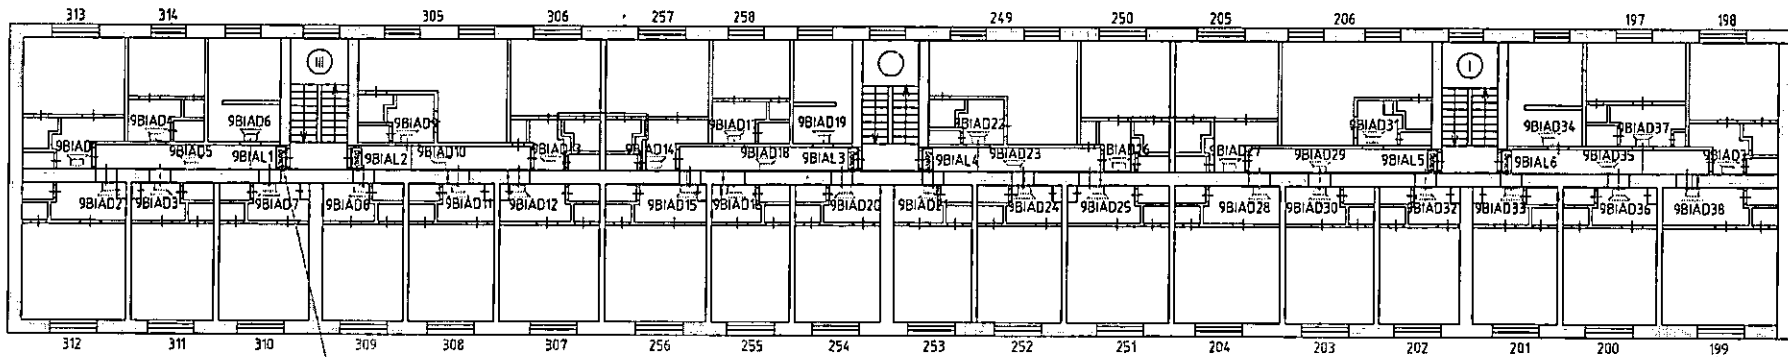 313 314 305 306 257 258 249 250 205 206 197 198
III I
9BIAD4 9BIAD6 9BIAD17 9BIAD19 9BIAD22 9BIAD31 9BIAD34 9BIAD37
9BIAD5 9BIAL1 9BIAL2 9BIAD10 9BIAD14 9BIAD18 9BIAL3 9BIAL4 9BIAD23 9BIAD26 9BIAD27 9BIAD29 9BIAL5 9BIAL6 9BIAD35
9BIAD2 9BIAD3 9BIAD7 9BIAD8 9BIAD11 9BIAD12 9BIAD15 9BIAD20 9BIAD24 9BIAD25 9BIAD28 9BIAD30 9BIAD32 9BIAD33 9BIAD36 9BIAD38
312 311 310 309 308 307 256 255 254 253 252 251 204 203 202 201 200 199